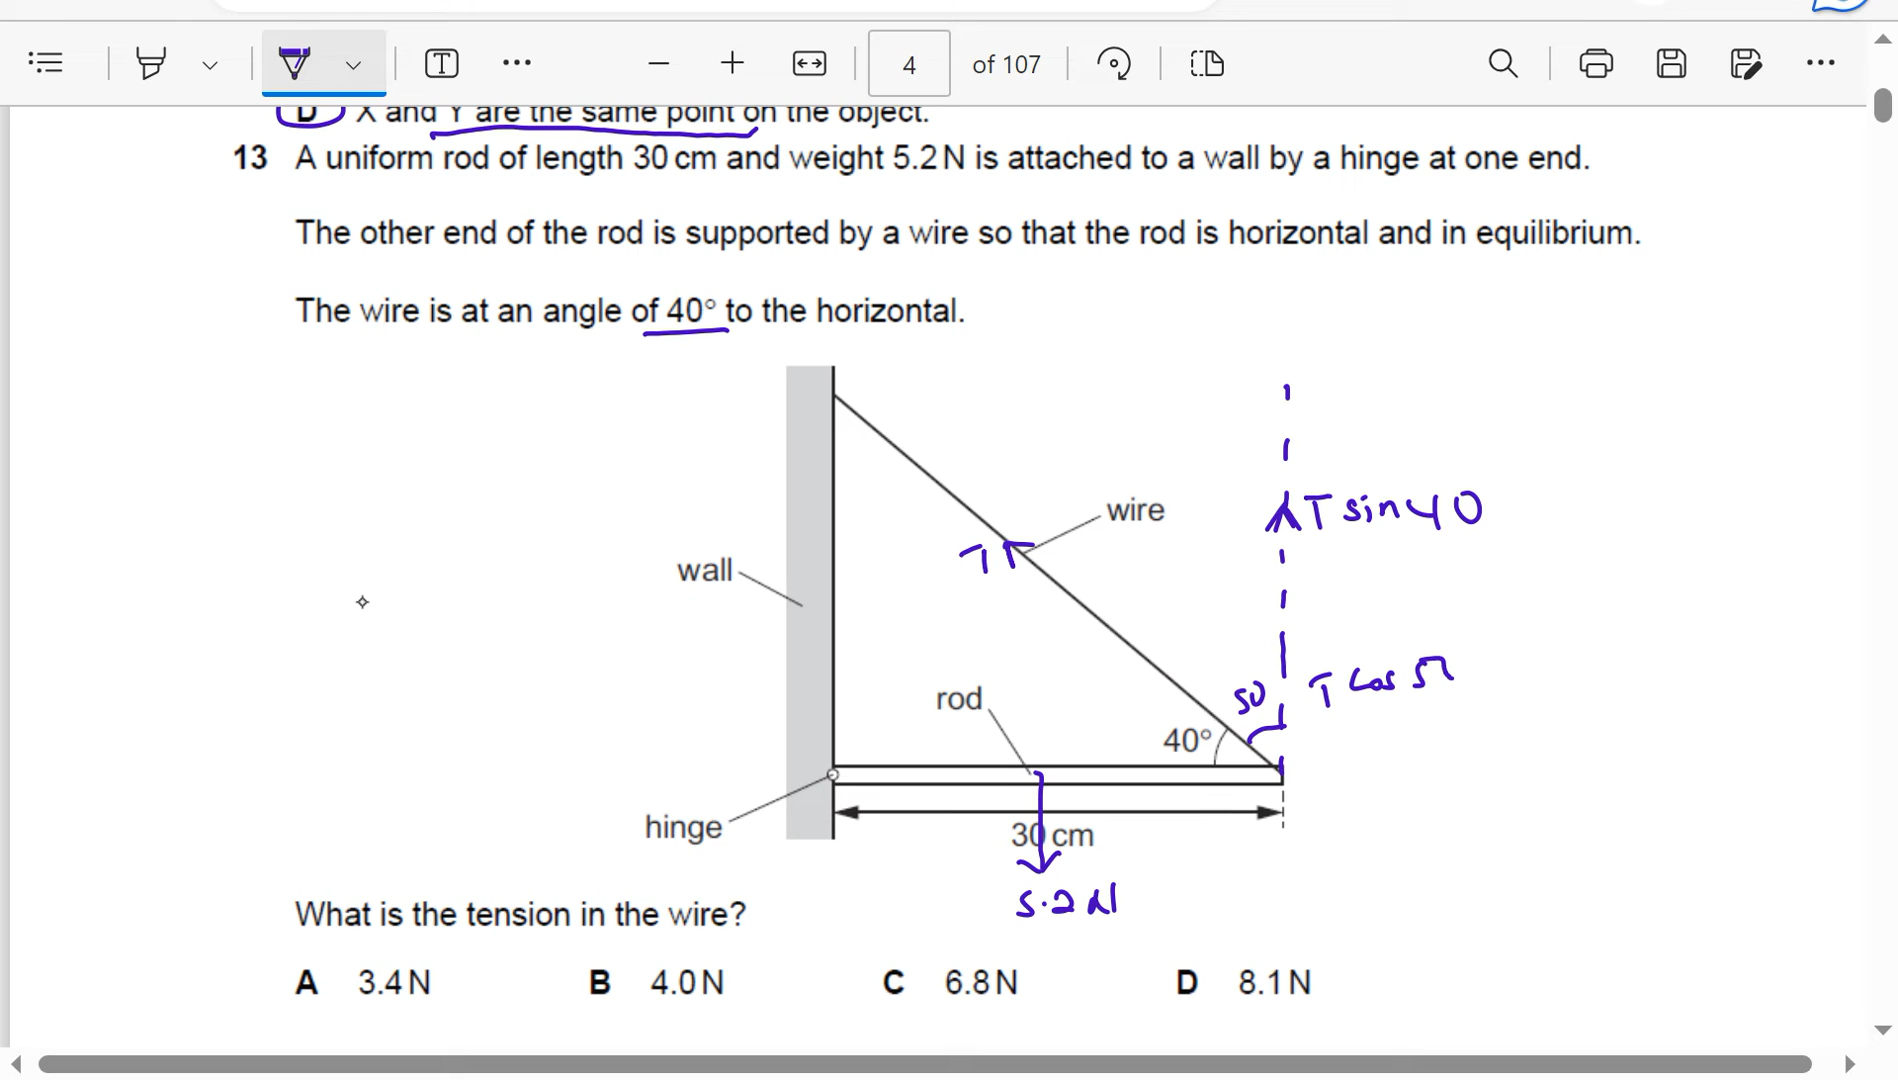 4 of 107
D X and Y are the same point on the object.
13 A uniform rod of length 30 cm and weight 5.2 N is attached to a wall by a hinge at one end.
The other end of the rod is supported by a wire so that the rod is horizontal and in equilibrium.
The wire is at an angle of 40° to the horizontal.
wire
T sin 40
T
wall
rod
50
T cos 50
40°
hinge
30 cm
5.2 N
What is the tension in the wire?
A 3.4 N B 4.0 N C 6.8 N D 8.1 N